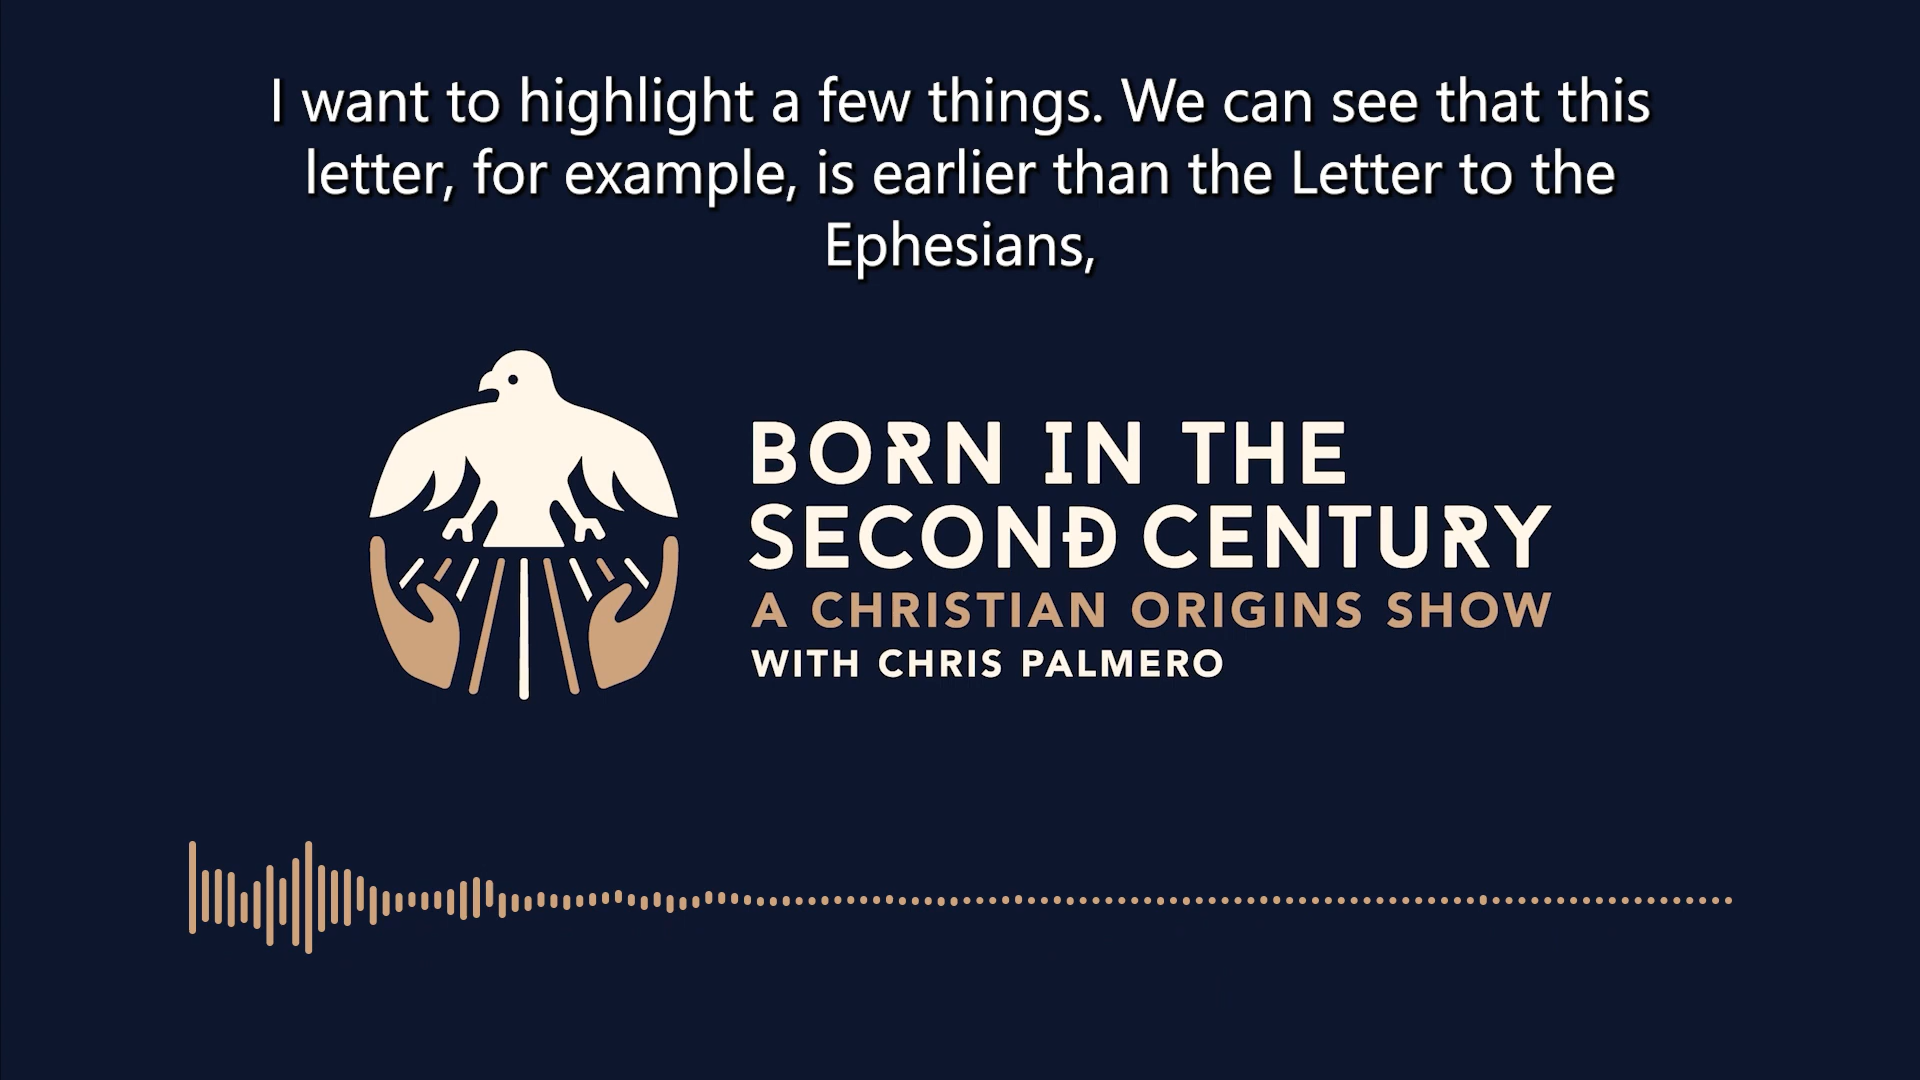 I want to highlight a few things. We can see that this
letter, for example, is earlier than the Letter to the
Ephesians,
BORN IN THE
SECOND CENTURY
A CHRISTIAN ORIGINS SHOW
WITH CHRIS PALMERO